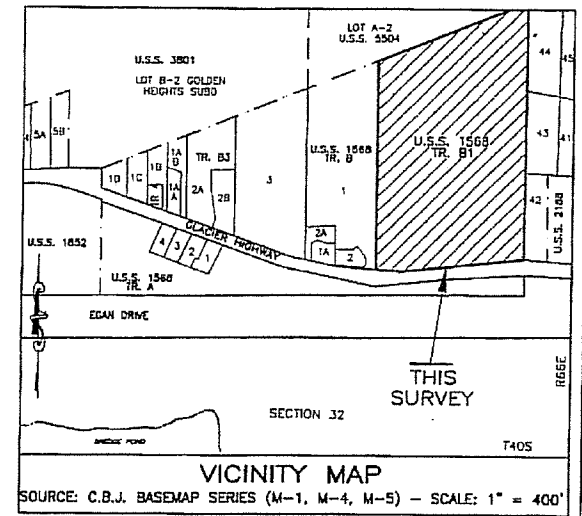 LOT A-2
U.S.S. 5504
U.S.S. 3801
LOT B-2 GOLDEN
HEIGHTS SUBD
44
45
5A
5B
1D
1C
1B
1A
B
1A
A
TR. B3
2A
2B
3
U.S.S. 1568
TR. B
1
U.S.S. 1568
TR. B1
43
41
42
U.S.S. 2188
2A
1A
2
GLACIER HIGHWAY
4
3
2
1
U.S.S. 1852
U.S.S. 1568
TR. A
EGAN DRIVE
THIS
SURVEY
R66E
SECTION 32
T40S
VICINITY MAP
SOURCE: C.B.J. BASEMAP SERIES (M-1, M-4, M-5) - SCALE: 1" = 400'